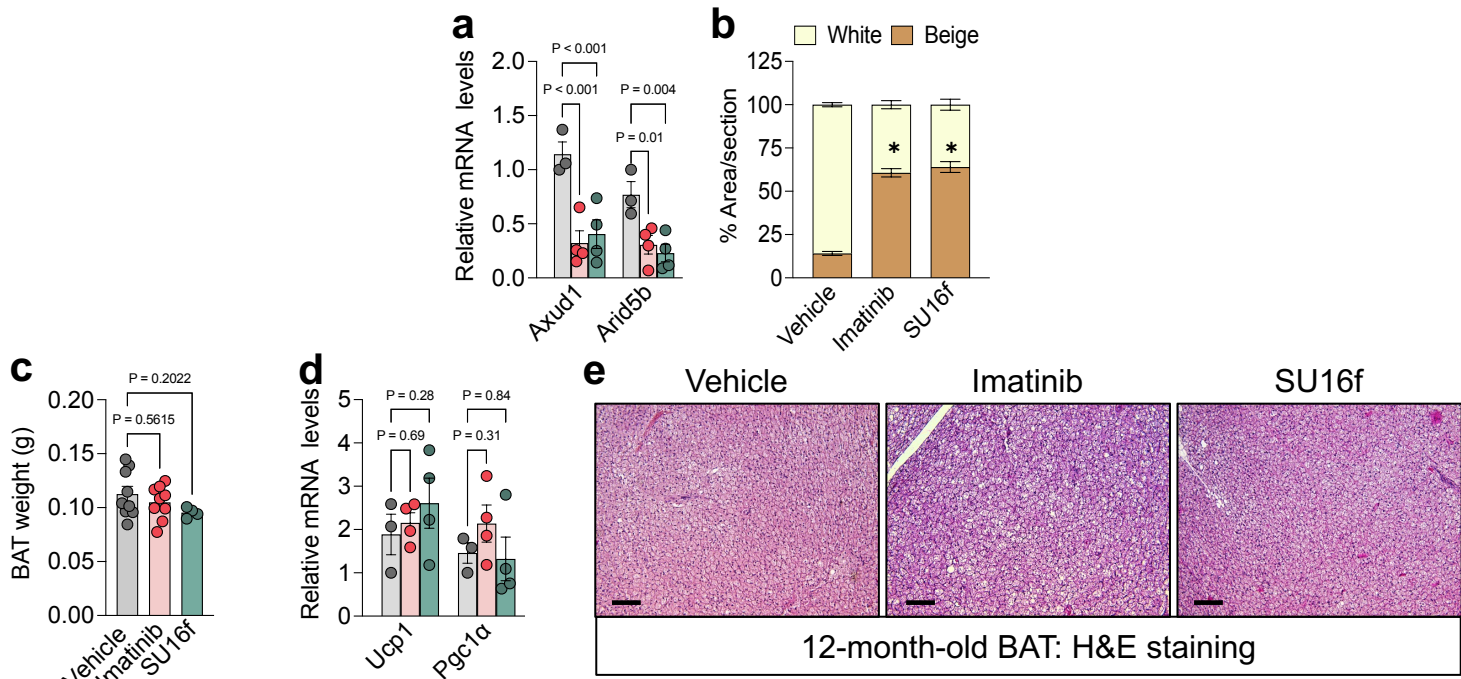 a
Relative mRNA levels
2.0
1.5
1.0
0.5
0.0
P < 0.001
P < 0.001
P = 0.004
P = 0.01
Axud1
Arid5b
b
White
Beige
% Area/section
125
100
75
50
25
0
*
*
Vehicle
Imatinib
SU16f
c
BAT weight (g)
0.20
0.15
0.10
0.05
0.00
P = 0.2022
P = 0.5615
Vehicle
Imatinib
SU16f
d
Relative mRNA levels
5
4
3
2
1
0
P = 0.28
P = 0.69
P = 0.84
P = 0.31
Ucp1
Pgc1α
e
Vehicle
Imatinib
SU16f
12-month-old BAT: H&E staining